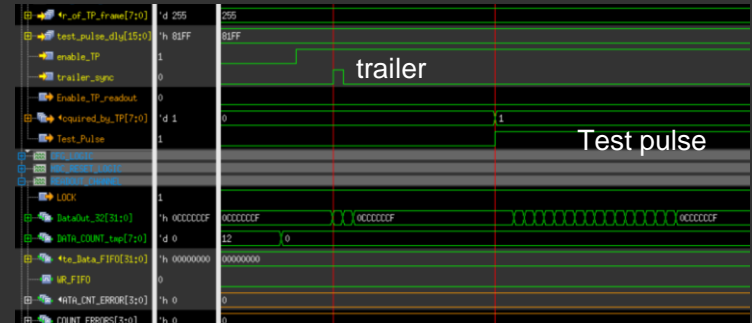 ◂r_of_TP_frame[7:0] 'd 255 255
test_pulse_dly[15:0] 'h 81FF 81FF
enable_TP 1
trailer_sync 0 trailer
Enable_TP_readout 0
◂cquired_by_TP[7:0] 'd 1 0 1
Test_Pulse 1 Test pulse
LOCK 1
DataOut_32[31:0] 'h 0CCCCCCF 0CCCCCCF 0CCCCCCF 0CCCCCCF
DATA_COUNT_tmp[7:0] 'd 0 12 0
◂te_Data_FIFO[31:0] 'h 00000000 00000000
WR_FIFO 0
◂ATA_CNT_ERROR[3:0] 'h 0 0
COUNT_ERRORS[3:0] 'h 0 0